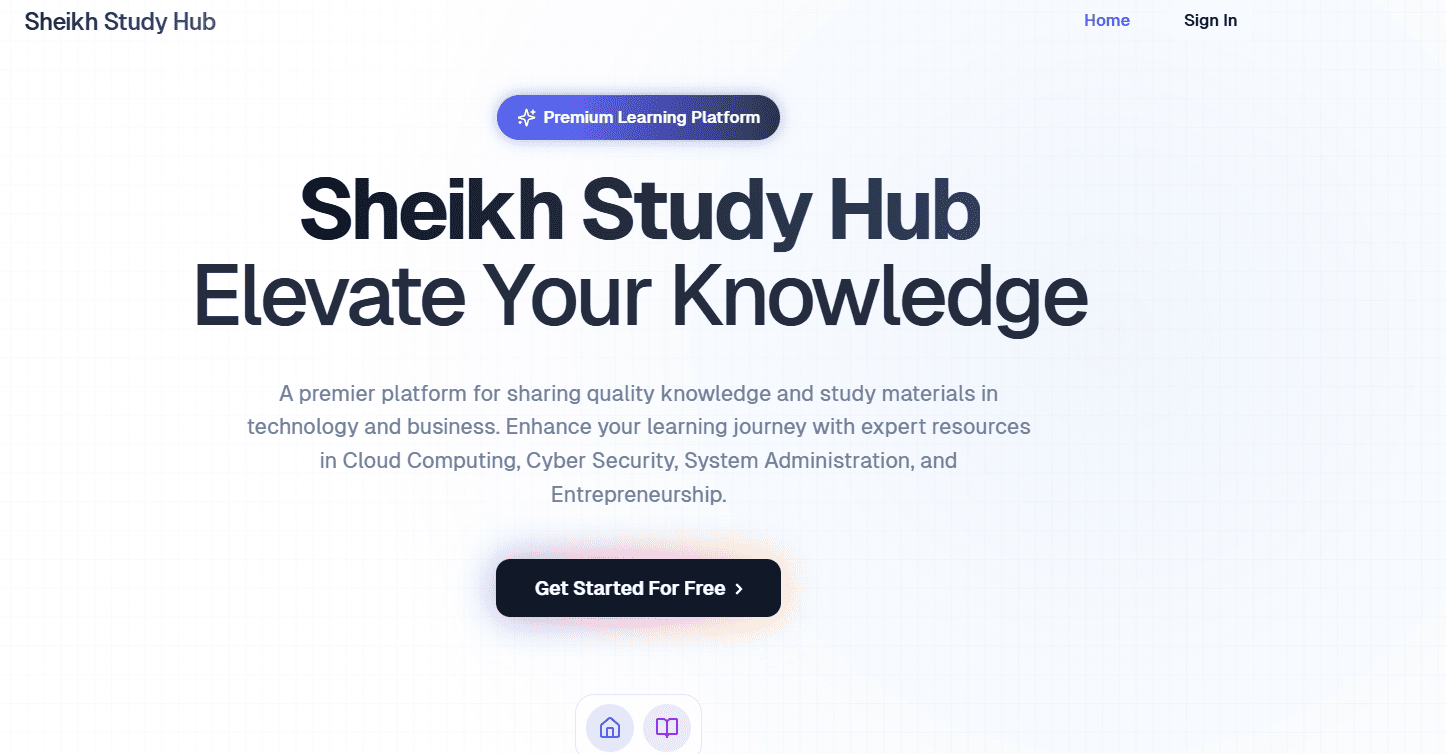 Sheikh Study Hub
Home
Sign In
Premium Learning Platform
Sheikh Study Hub
Elevate Your Knowledge
A premier platform for sharing quality knowledge and study materials in
technology and business. Enhance your learning journey with expert resources
in Cloud Computing, Cyber Security, System Administration, and
Entrepreneurship.
Get Started For Free ›